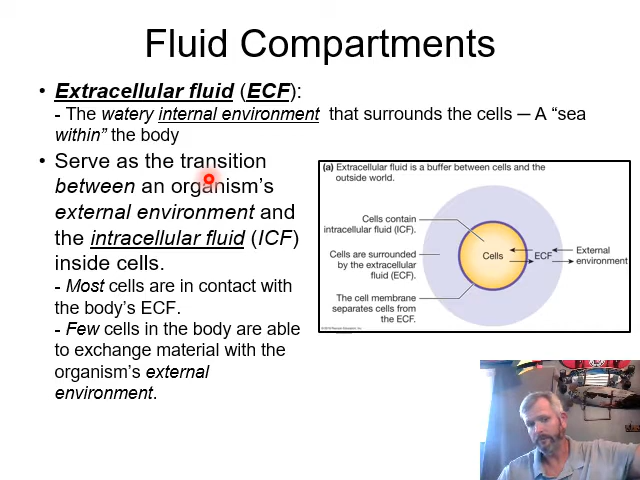 Fluid Compartments
• Extracellular fluid (ECF):
- The watery internal environment that surrounds the cells ─ A “sea
within” the body
• Serve as the transition
between an organism’s
external environment and
the intracellular fluid (ICF)
inside cells.
- Most cells are in contact with
the body’s ECF.
- Few cells in the body are able
to exchange material with the
organism’s external
environment.
(a) Extracellular fluid is a buffer between cells and the
outside world.
Cells contain
intracellular fluid (ICF).
Cells are surrounded
by the extracellular
fluid (ECF).
The cell membrane
separates cells from
the ECF.
Cells
ECF
External
environment